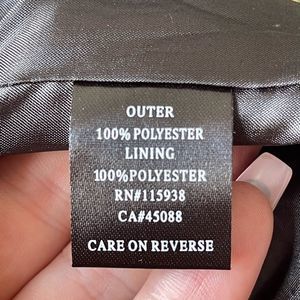 OUTER
100% POLYESTER
LINING
100%POLYESTER
RN#115938
CA#45088
CARE ON REVERSE